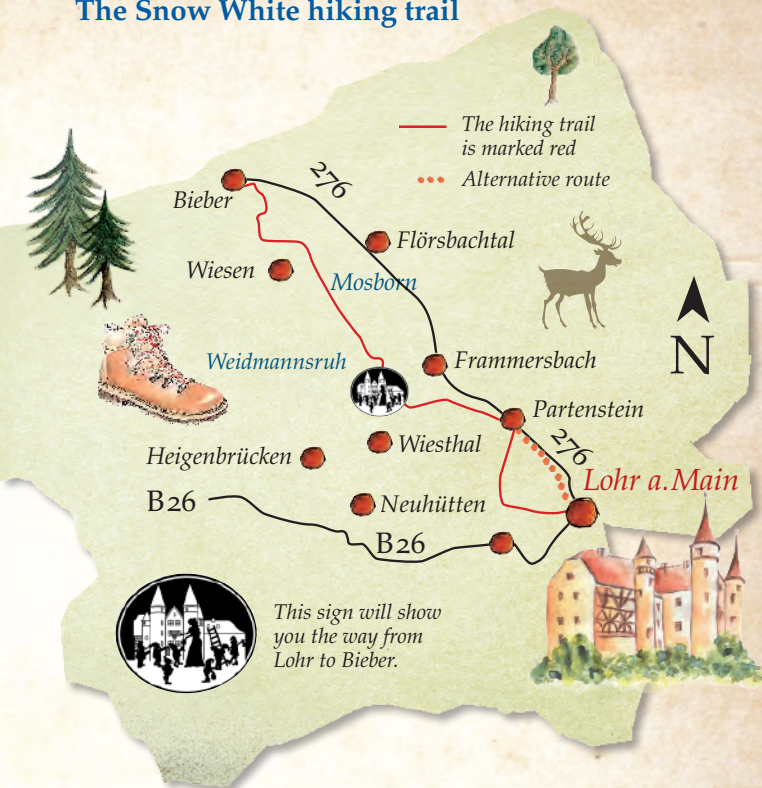 The Snow White hiking trail
The hiking trail
is marked red
Alternative route
276
Bieber
Flörsbachtal
Wiesen
Mosborn
N
Weidmannsruh
Frammersbach
Partenstein
276
Wiesthal
Heigenbrücken
Lohr a.Main
B26
Neuhütten
B26
This sign will show
you the way from
Lohr to Bieber.